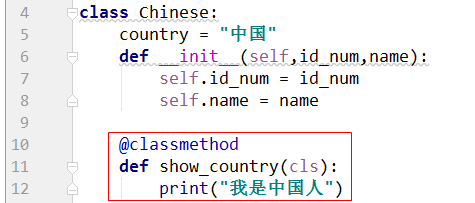 4 class Chinese:
5 country = "中国"
6 def __init__(self,id_num,name):
7 self.id_num = id_num
8 self.name = name
9
10 @classmethod
11 def show_country(cls):
12 print("我是中国人")